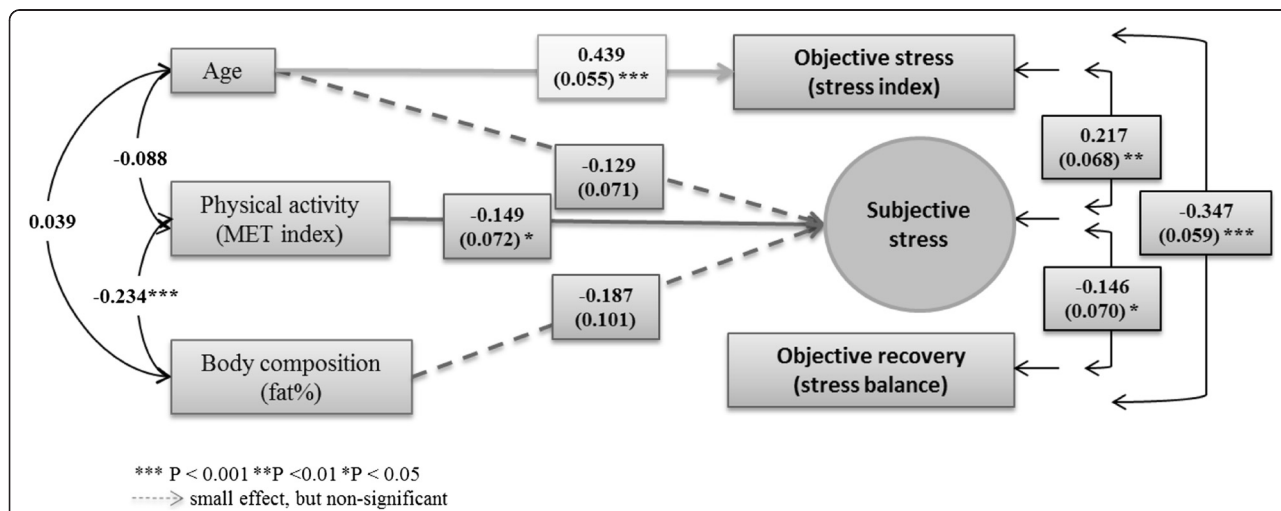 Age
0.439
(0.055) ***
Objective stress
(stress index)
-0.088
-0.129
(0.071)
0.217
(0.068) **
0.039
Physical activity
(MET index)
-0.149
(0.072) *
Subjective
stress
-0.347
(0.059) ***
-0.234***
-0.187
(0.101)
-0.146
(0.070) *
Body composition
(fat%)
Objective recovery
(stress balance)
*** P < 0.001 **P <0.01 *P < 0.05
small effect, but non-significant